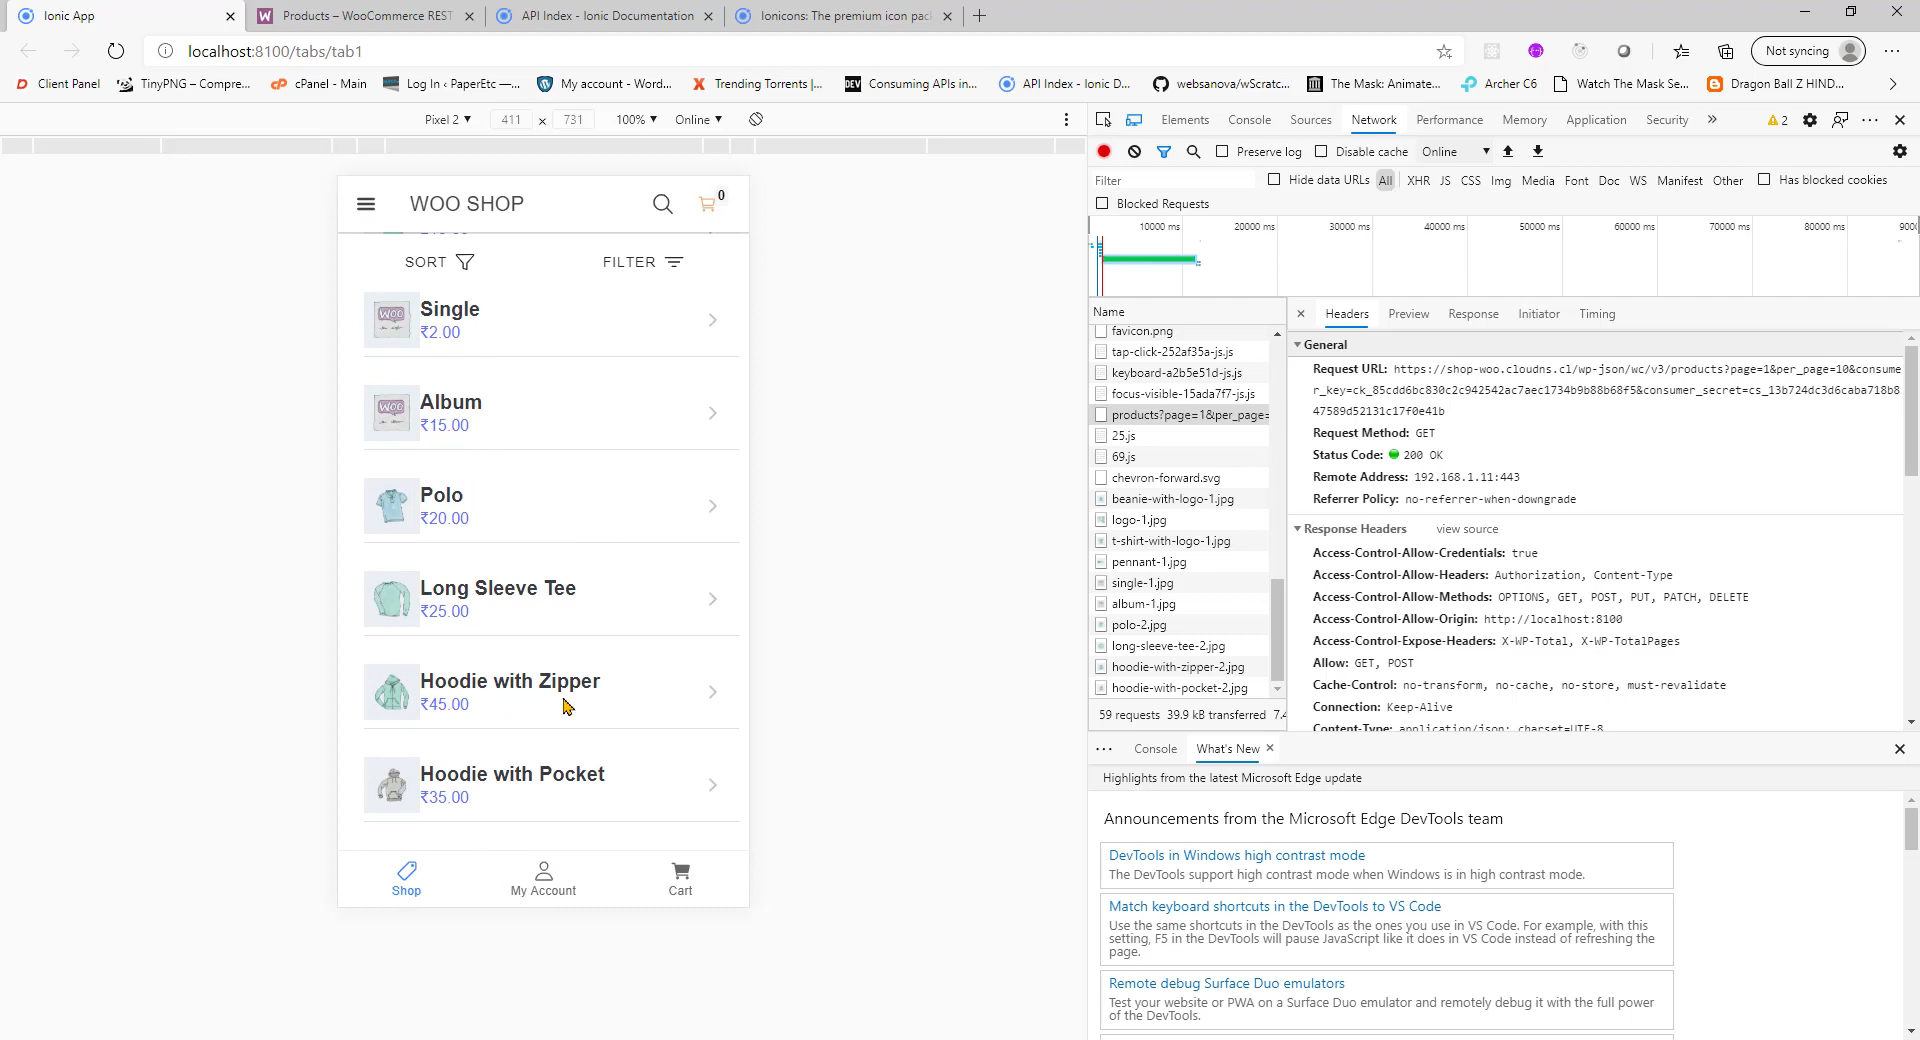 Ionic App
Products – WooCommerce REST
API Index - Ionic Documentation
Ionicons: The premium icon pac
localhost:8100/tabs/tab1
Not syncing
Client Panel
TinyPNG – Compre...
cPanel - Main
Log In ‹ PaperEtc —...
My account - Word...
Trending Torrents |...
DEV
Consuming APIs in...
API Index - Ionic D...
websanova/wScratc...
The Mask: Animate...
Archer C6
Watch The Mask Se...
Dragon Ball Z HIND...
Pixel 2 ▼ 411 x 731 100% ▼ Online ▼
Elements Console Sources Network Performance Memory Application Security » 2
Preserve log Disable cache Online ▼
Filter Hide data URLs All XHR JS CSS Img Media Font Doc WS Manifest Other Has blocked cookies
Blocked Requests
10000 ms 20000 ms 30000 ms 40000 ms 50000 ms 60000 ms 70000 ms 80000 ms
WOO SHOP 0
SORT FILTER
Single
₹2.00
Album
₹15.00
Polo
₹20.00
Long Sleeve Tee
₹25.00
Hoodie with Zipper
₹45.00
Hoodie with Pocket
₹35.00
Shop My Account Cart
Name
favicon.png
tap-click-252af35a-js.js
keyboard-a2b5e51d-js.js
focus-visible-15ada7f7-js.js
products?page=1&per_page=
25.js
69.js
chevron-forward.svg
beanie-with-logo-1.jpg
logo-1.jpg
t-shirt-with-logo-1.jpg
pennant-1.jpg
single-1.jpg
album-1.jpg
polo-2.jpg
long-sleeve-tee-2.jpg
hoodie-with-zipper-2.jpg
hoodie-with-pocket-2.jpg
59 requests 39.9 kB transferred
Headers Preview Response Initiator Timing
General
Request URL: https://shop-woo.cloudns.cl/wp-json/wc/v3/products?page=1&per_page=10&consume
r_key=ck_85cdd6bc830c2c942542ac7aec1734b9b88b68f5&consumer_secret=cs_13b724dc3d6caba718b8
47589d52131c17f0e41b
Request Method: GET
Status Code: 200 OK
Remote Address: 192.168.1.11:443
Referrer Policy: no-referrer-when-downgrade
Response Headers view source
Access-Control-Allow-Credentials: true
Access-Control-Allow-Headers: Authorization, Content-Type
Access-Control-Allow-Methods: OPTIONS, GET, POST, PUT, PATCH, DELETE
Access-Control-Allow-Origin: http://localhost:8100
Access-Control-Expose-Headers: X-WP-Total, X-WP-TotalPages
Allow: GET, POST
Cache-Control: no-transform, no-cache, no-store, must-revalidate
Connection: Keep-Alive
Content-Type: application/json; charset=UTF-8
Console What's New
Highlights from the latest Microsoft Edge update
Announcements from the Microsoft Edge DevTools team
DevTools in Windows high contrast mode
The DevTools support high contrast mode when Windows is in high contrast mode.
Match keyboard shortcuts in the DevTools to VS Code
Use the same shortcuts in the DevTools as the ones you use in VS Code. For example, with this
setting, F5 in the DevTools will pause JavaScript like it does in VS Code instead of refreshing the
page.
Remote debug Surface Duo emulators
Test your website or PWA on a Surface Duo emulator and remotely debug it with the full power
of the DevTools.